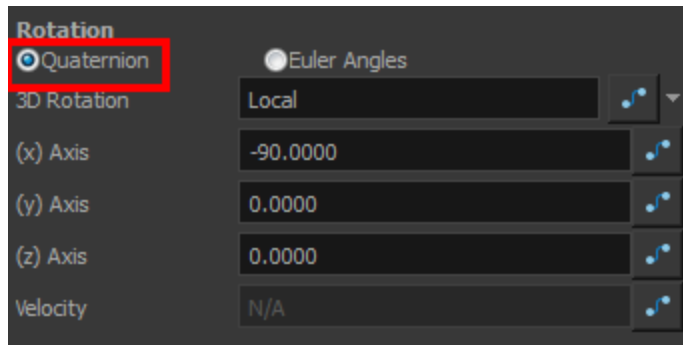 Rotation
Quaternion Euler Angles
3D Rotation Local
(x) Axis -90.0000
(y) Axis 0.0000
(z) Axis 0.0000
Velocity N/A